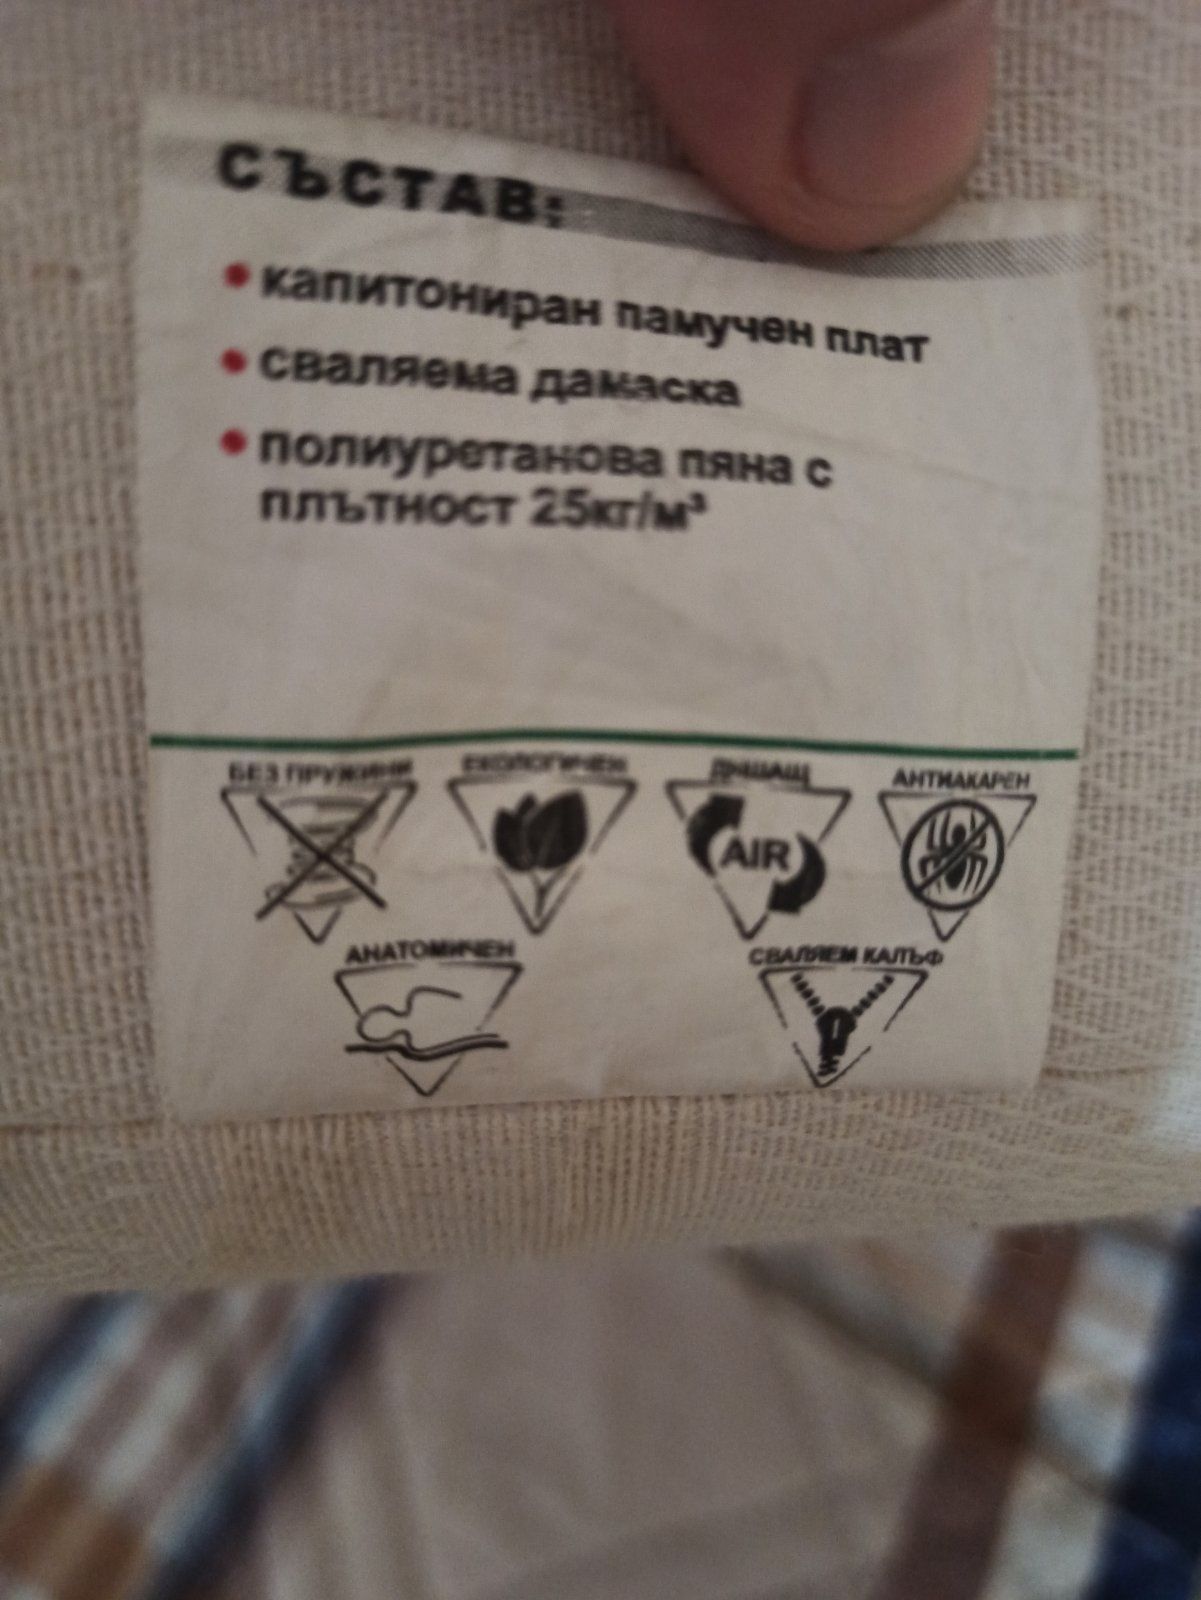 СЪСТАВ:
• капитониран памучен плат
• сваляема дамаска
• полиуретанова пяна с
плътност 25кг/м³
БЕЗ ПРУЖИНИ
ЕКОЛОГИЧЕН
ДИШАЩ
АНТИАКАРЕН
AIR
АНАТОМИЧЕН
СВАЛЯЕМ КАЛЪФ